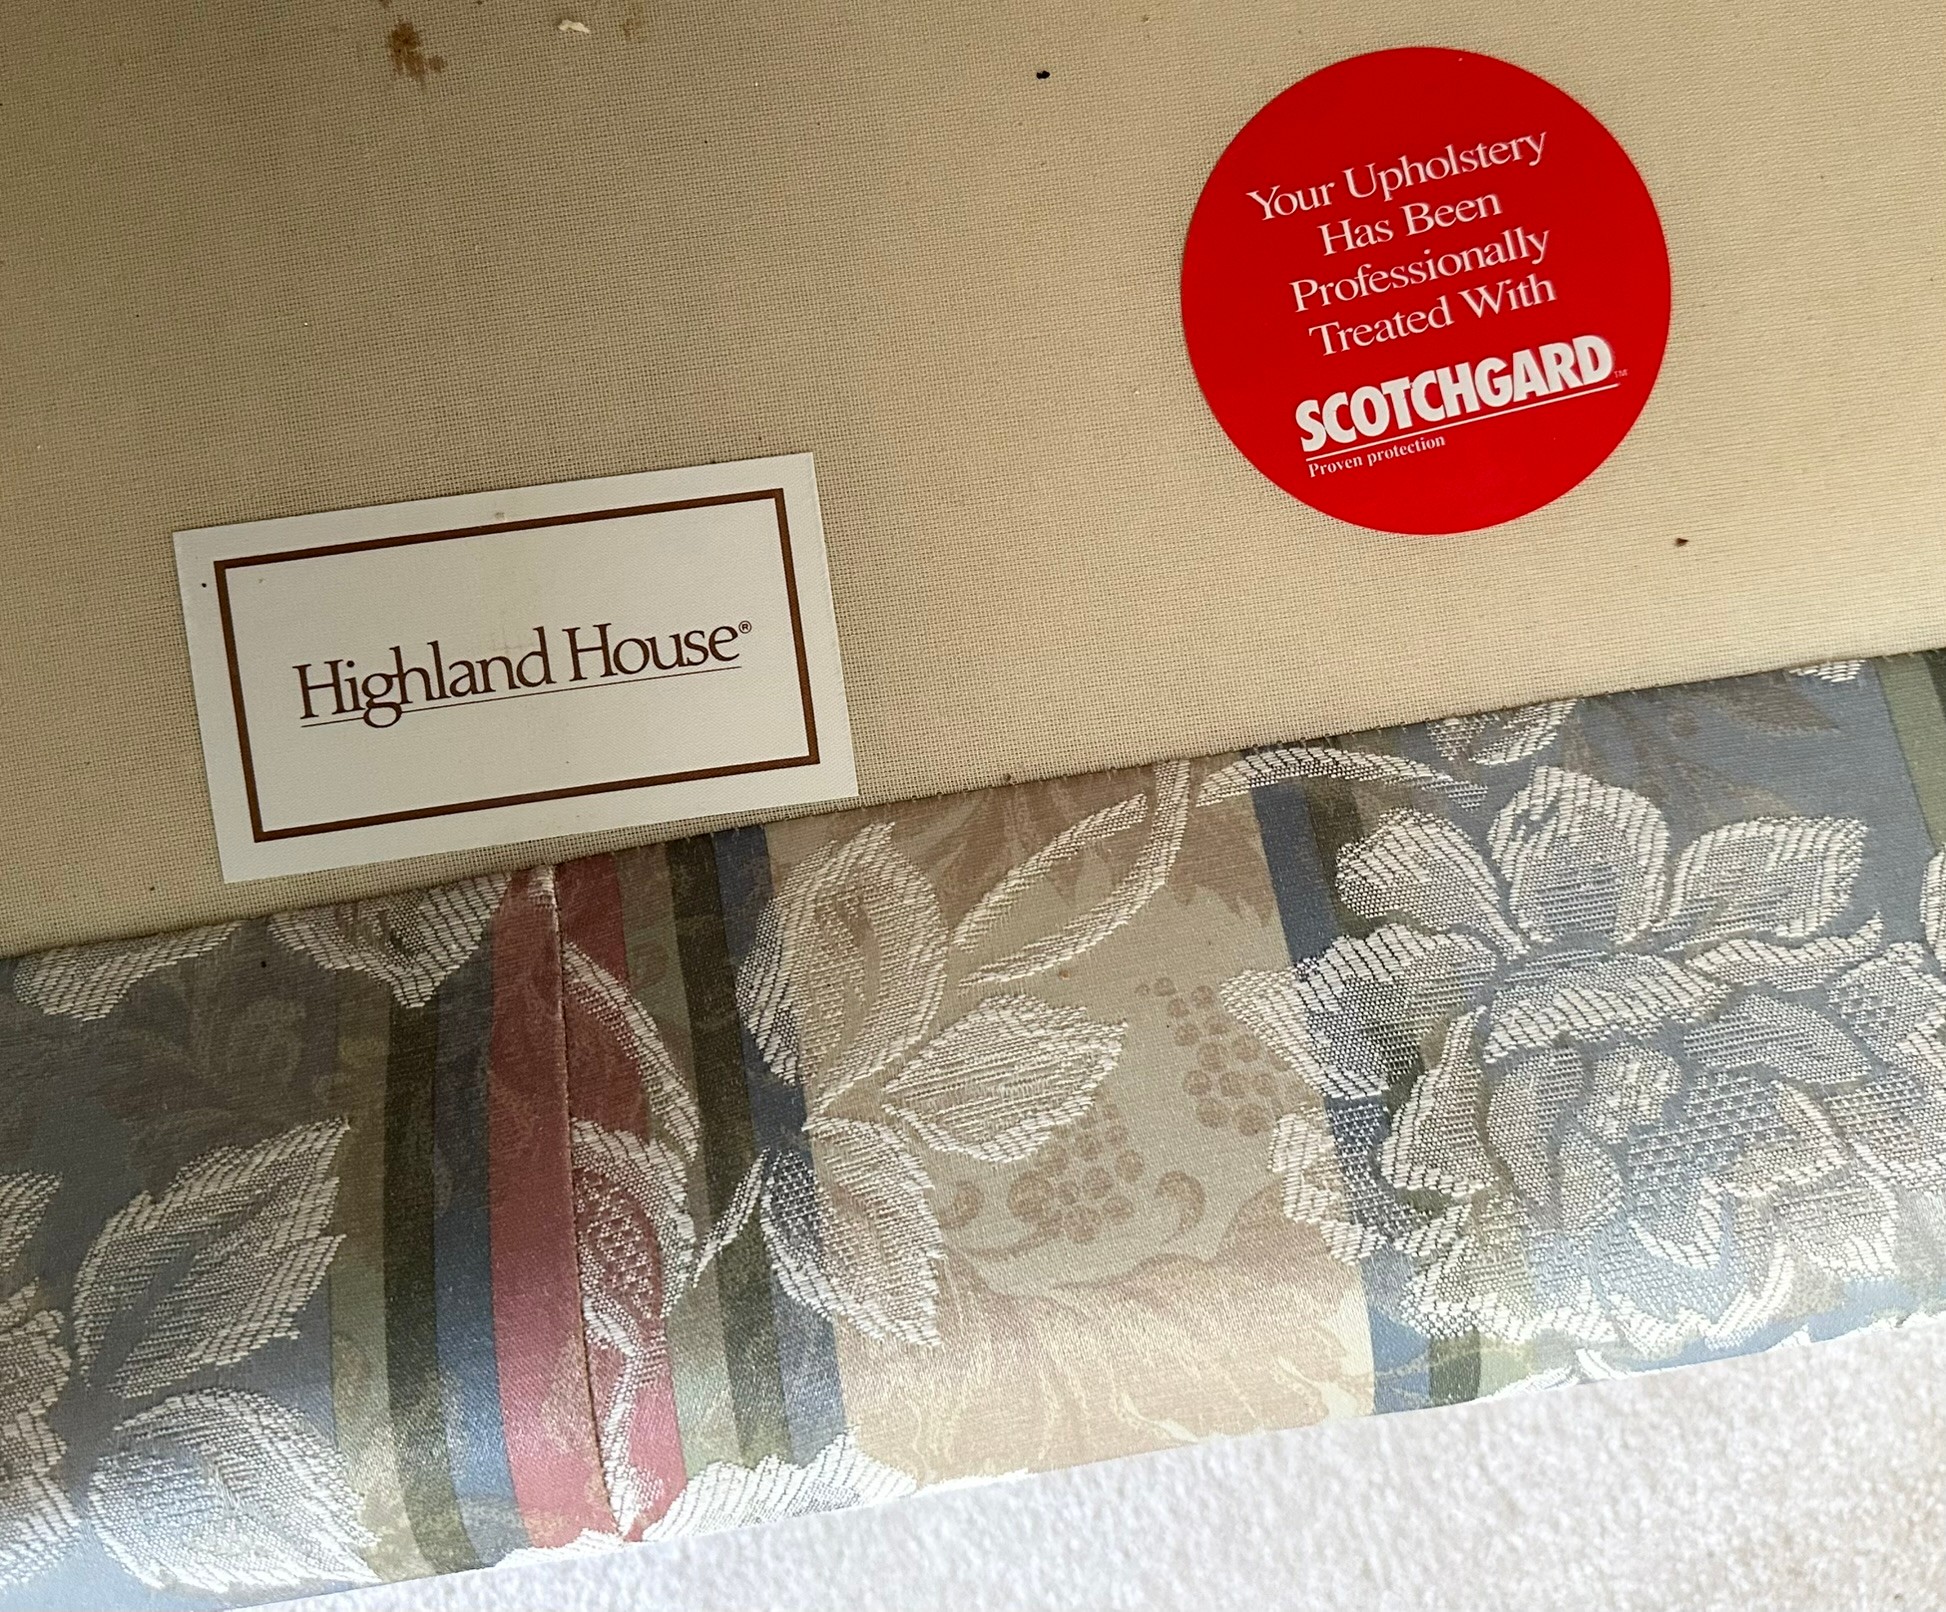 Your Upholstery
Has Been
Professionally
Treated With
SCOTCHGARD™
Proven protection
Highland House®